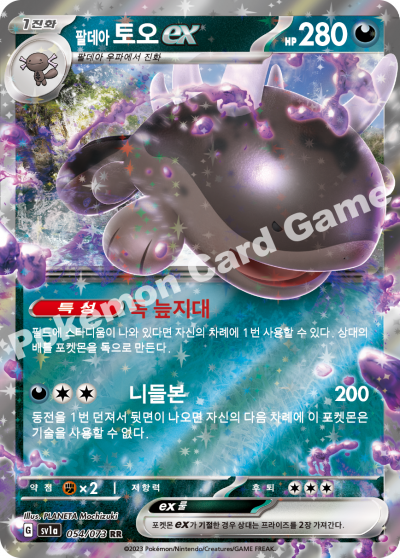 1진화
팔데아 토오 ex HP 280
팔데아 우파에서 진화
Pokémon Card Game
특성 독 늪지대
필드에 스타디움이 나와 있다면 자신의 차례에 1번 사용할 수 있다. 상대의
배틀 포켓몬을 독으로 만든다.
니들본 200
동전을 1번 던져서 뒷면이 나오면 자신의 다음 차례에 이 포켓몬은
기술을 사용할 수 없다.
약점 ×2 저항력 후퇴
Illus. PLANETA Mochizuki
G sv1a 054/073 RR
ex 룰
포켓몬 ex가 기절한 경우 상대는 프라이즈를 2장 가져간다.
©2023 Pokémon/Nintendo/Creatures/GAME FREAK.